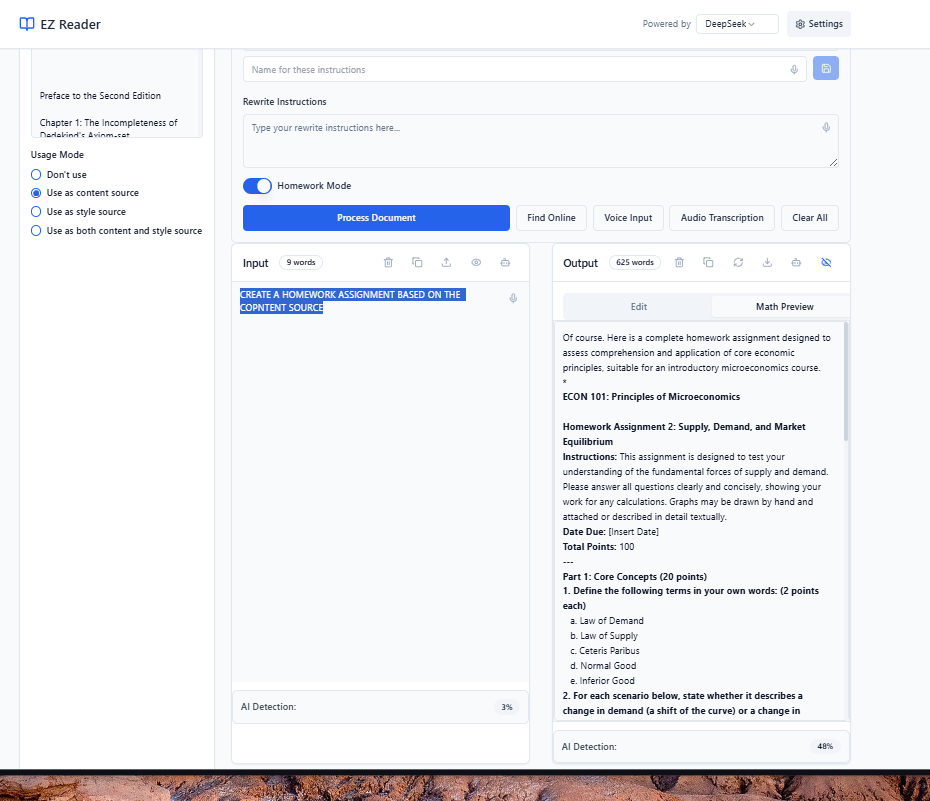 EZ Reader
Powered by
DeepSeek
Settings
Preface to the Second Edition
Chapter 1: The Incompleteness of
Dedekind's Axiom-set
Usage Mode
Don't use
Use as content source
Use as style source
Use as both content and style source
Name for these instructions
Rewrite Instructions
Type your rewrite instructions here...
Homework Mode
Process Document
Find Online
Voice Input
Audio Transcription
Clear All
Input
9 words
CREATE A HOMEWORK ASSIGNMENT BASED ON THE
COPNTENT SOURCE
AI Detection:
3%
Output
625 words
Edit
Math Preview
Of course. Here is a complete homework assignment designed to
assess comprehension and application of core economic
principles, suitable for an introductory microeconomics course.
*
ECON 101: Principles of Microeconomics
Homework Assignment 2: Supply, Demand, and Market
Equilibrium
Instructions: This assignment is designed to test your
understanding of the fundamental forces of supply and demand.
Please answer all questions clearly and concisely, showing your
work for any calculations. Graphs may be drawn by hand and
attached or described in detail textually.
Date Due: [Insert Date]
Total Points: 100
---
Part 1: Core Concepts (20 points)
1. Define the following terms in your own words: (2 points
each)
a. Law of Demand
b. Law of Supply
c. Ceteris Paribus
d. Normal Good
e. Inferior Good
2. For each scenario below, state whether it describes a
change in demand (a shift of the curve) or a change in
AI Detection:
48%